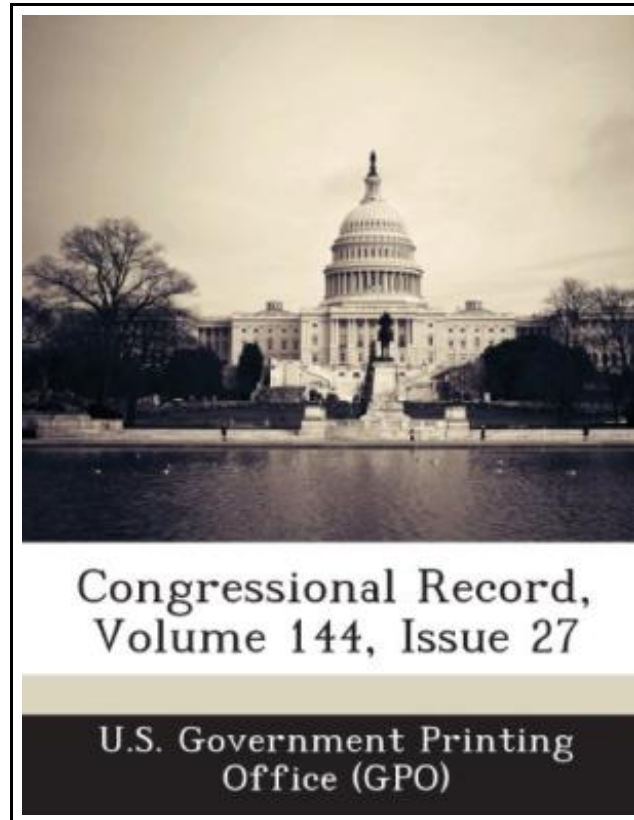 Congressional Record,
Volume 144, Issue 27
U.S. Government Printing
Office (GPO)